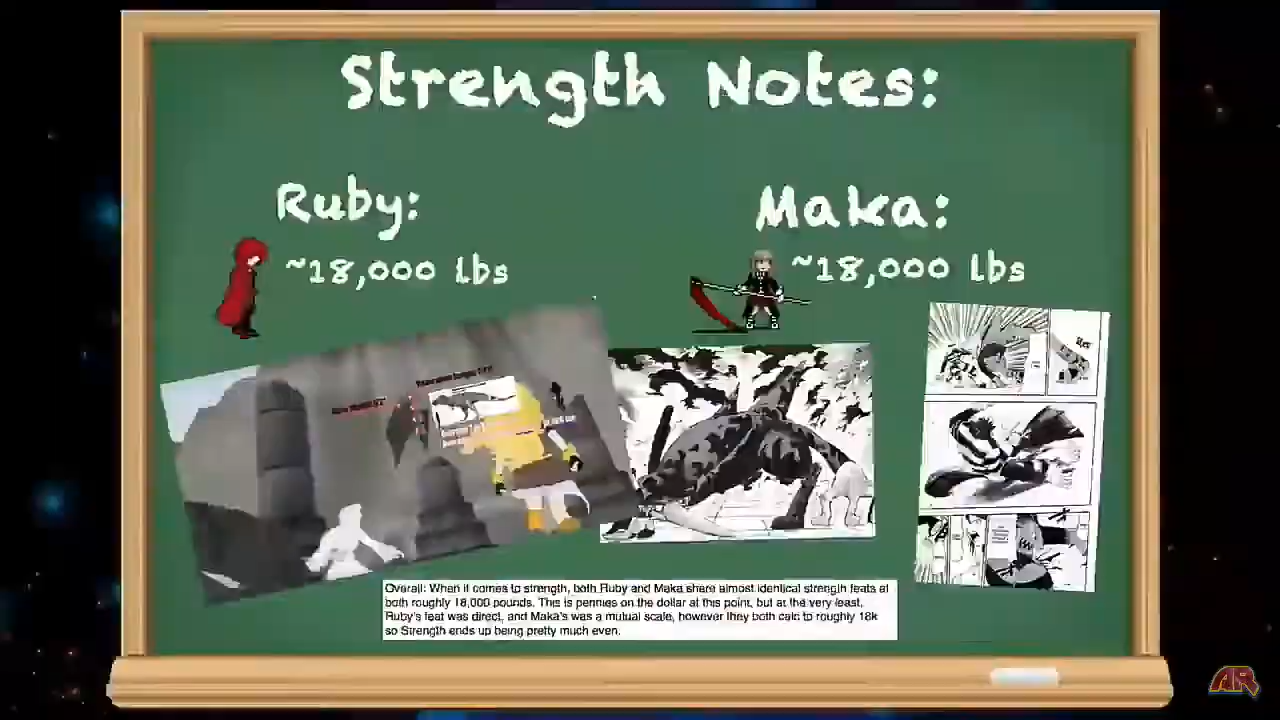 Strength Notes:
Ruby:
Maka:
~18,000 lbs
~18,000 lbs
Overall: When it comes to strength, both Ruby and Maka share almost identical strength feats at
both roughly 18,000 pounds. This is pennies on the dollar at this point, but at the very least,
Ruby's feat was direct, and Maka's was a mutual scale, however they both calc to roughly 18k
so Strength ends up being pretty much even.
AR